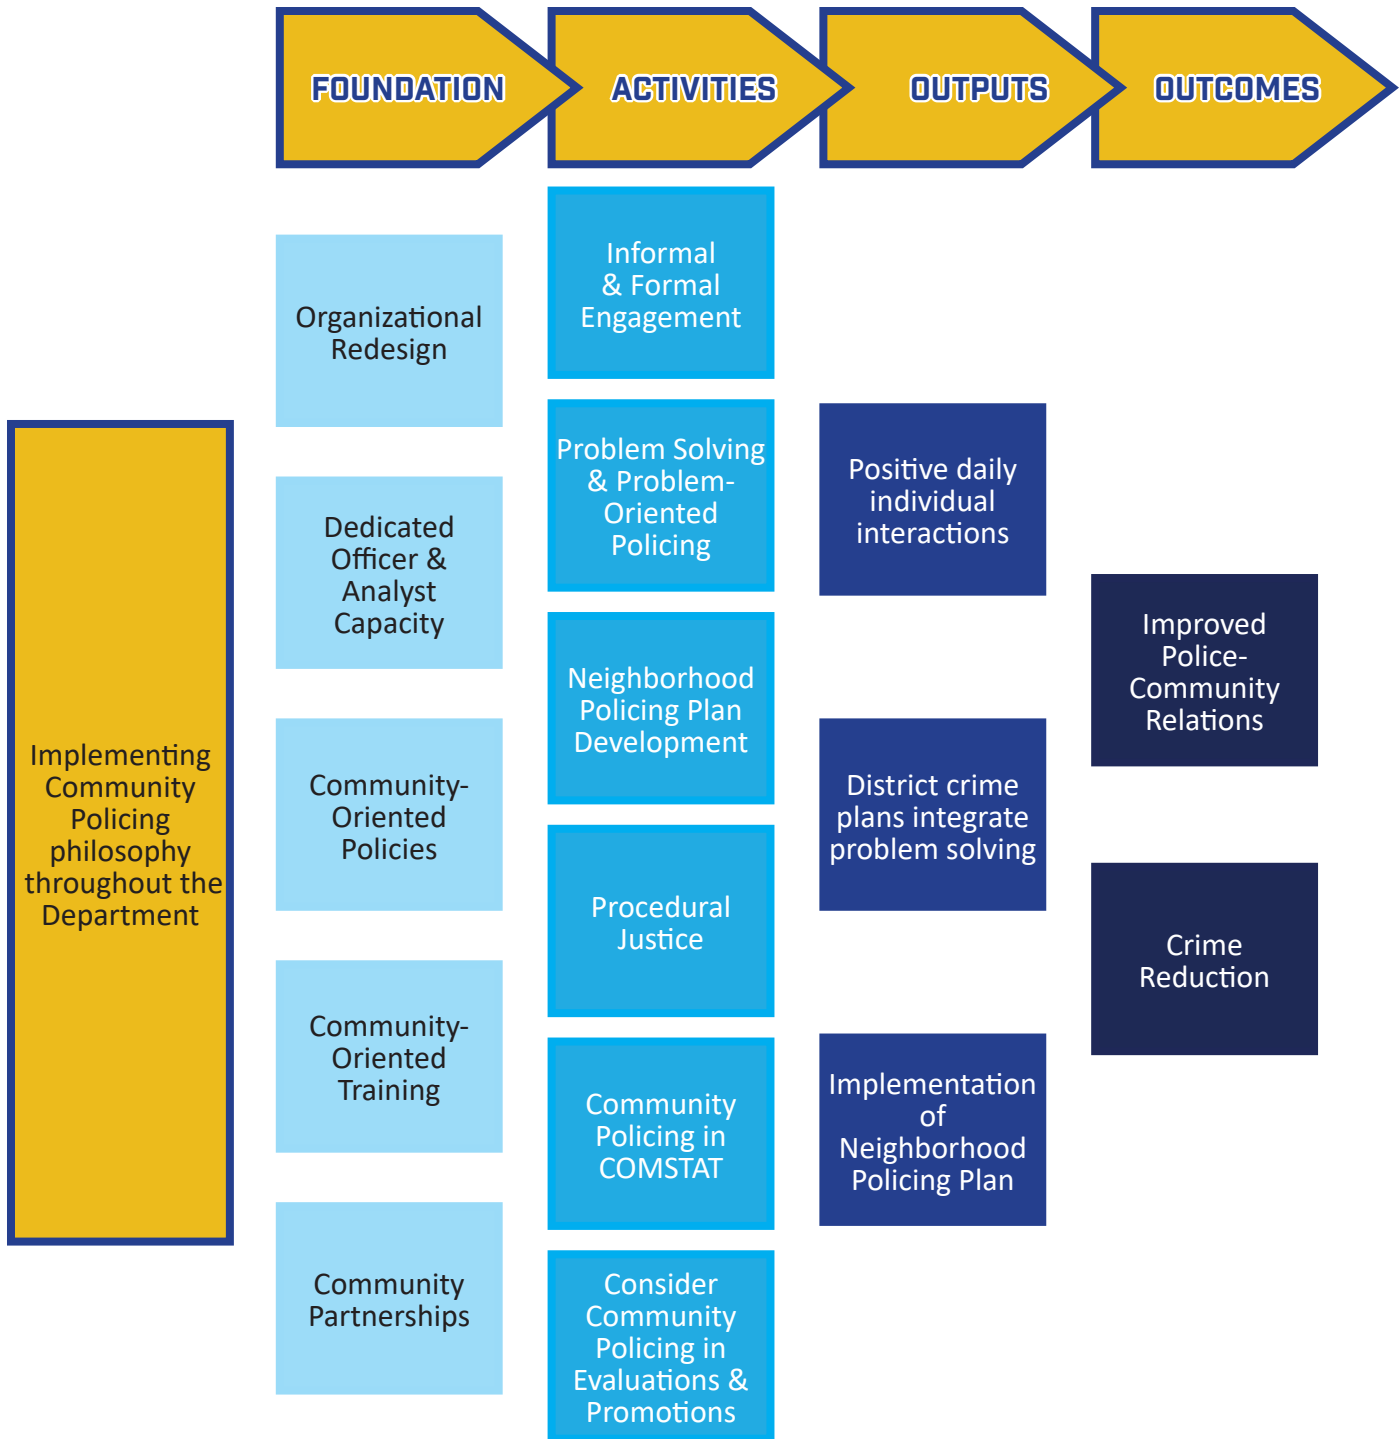 FOUNDATION
ACTIVITIES
OUTPUTS
OUTCOMES
Implementing
Community
Policing
philosophy
throughout the
Department
Organizational
Redesign
Dedicated
Officer &
Analyst
Capacity
Community-
Oriented
Policies
Community-
Oriented
Training
Community
Partnerships
Informal
& Formal
Engagement
Problem Solving
& Problem-
Oriented
Policing
Neighborhood
Policing Plan
Development
Procedural
Justice
Community
Policing in
COMSTAT
Consider
Community
Policing in
Evaluations &
Promotions
Positive daily
individual
interactions
District crime
plans integrate
problem solving
Implementation
of
Neighborhood
Policing Plan
Improved
Police-
Community
Relations
Crime
Reduction